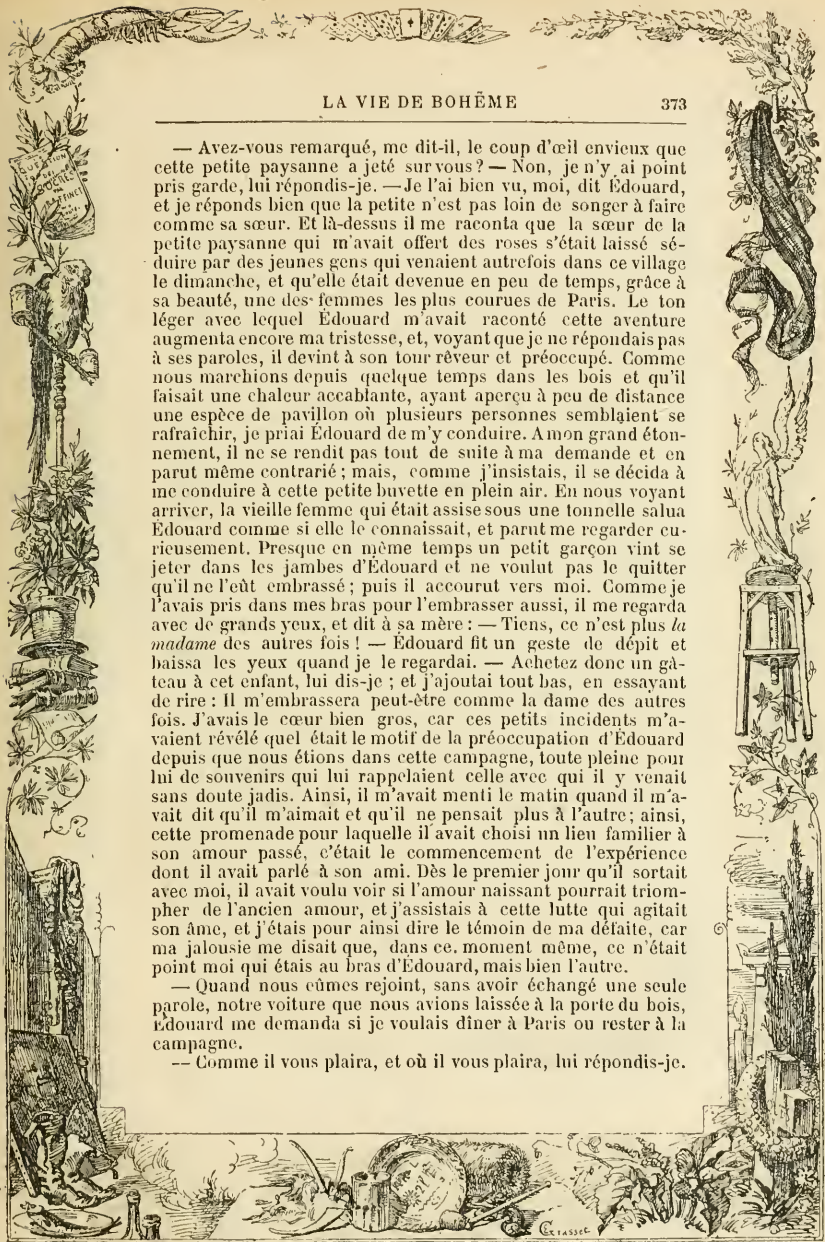 LA VIE DE BOHÊME 373
— Avez-vous remarqué, me dit-il, le coup d'œil envieux que
cette petite paysanne a jeté sur vous? — Non, je n'y ai point
pris garde, lui répondis-je. — Je l'ai bien vu, moi, dit Édouard,
et je réponds bien que la petite n'est pas loin de songer à faire
comme sa sœur. Et là-dessus il me raconta que la sœur de la
petite paysanne qui m'avait offert des roses s'était laissé sé-
duire par des jeunes gens qui venaient autrefois dans ce village
le dimanche, et qu'elle était devenue en peu de temps, grâce à
sa beauté, une des femmes les plus courues de Paris. Le ton
léger avec lequel Édouard m'avait raconté cette aventure
augmenta encore ma tristesse, et, voyant que je ne répondais pas
à ses paroles, il devint à son tour rêveur et préoccupé. Comme
nous marchions depuis quelque temps dans les bois et qu'il
faisait une chaleur accablante, ayant aperçu à peu de distance
une espèce de pavillon où plusieurs personnes semblaient se
rafraîchir, je priai Édouard de m'y conduire. A mon grand éton-
nement, il ne se rendit pas tout de suite à ma demande et en
parut même contrarié ; mais, comme j'insistais, il se décida à
me conduire à cette petite buvette en plein air. En nous voyant
arriver, la vieille femme qui était assise sous une tonnelle salua
Édouard comme si elle le connaissait, et parut me regarder cu-
rieusement. Presque en même temps un petit garçon vint se
jeter dans les jambes d'Édouard et ne voulut pas le quitter
qu'il ne l'eût embrassé ; puis il accourut vers moi. Comme je
l'avais pris dans mes bras pour l'embrasser aussi, il me regarda
avec de grands yeux, et dit à sa mère : — Tiens, ce n'est plus la
madame des autres fois ! — Édouard fit un geste de dépit et
baissa les yeux quand je le regardai. — Achetez donc un gâ-
teau à cet enfant, lui dis-je ; et j'ajoutai tout bas, en essayant
de rire : Il m'embrassera peut-être comme la dame des autres
fois. J'avais le cœur bien gros, car ces petits incidents m'a-
vaient révélé quel était le motif de la préoccupation d'Édouard
depuis que nous étions dans cette campagne, toute pleine pour
lui de souvenirs qui lui rappelaient celle avec qui il y venait
sans doute jadis. Ainsi, il m'avait menti le matin quand il m'a-
vait dit qu'il m'aimait et qu'il ne pensait plus à l'autre ; ainsi,
cette promenade pour laquelle il avait choisi un lieu familier à
son amour passé, c'était le commencement de l'expérience
dont il avait parlé à son ami. Dès le premier jour qu'il sortait
avec moi, il avait voulu voir si l'amour naissant pourrait triom-
pher de l'ancien amour, et j'assistais à cette lutte qui agitait
son âme, et j'étais pour ainsi dire le témoin de ma défaite, car
ma jalousie me disait que, dans ce. moment même, ce n'était
point moi qui étais au bras d'Édouard, mais bien l'autre.
— Quand nous eûmes rejoint, sans avoir échangé une seule
parole, notre voiture que nous avions laissée à la porte du bois,
Édouard me demanda si je voulais dîner à Paris ou rester à la
campagne.
— Comme il vous plaira, et où il vous plaira, lui répondis-je.